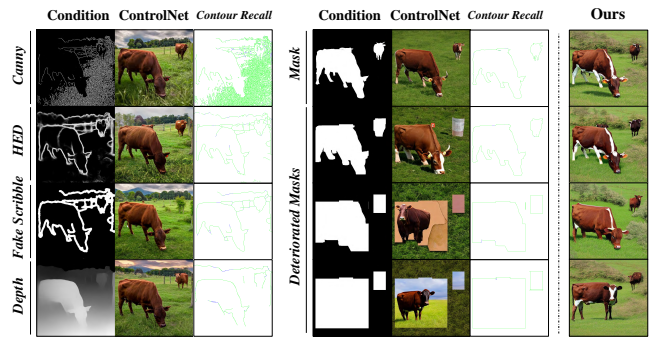 Condition ControlNet Contour Recall Condition ControlNet Contour Recall Ours
Canny
HED
Fake Scribble
Depth
Mask
Deteriorated Masks